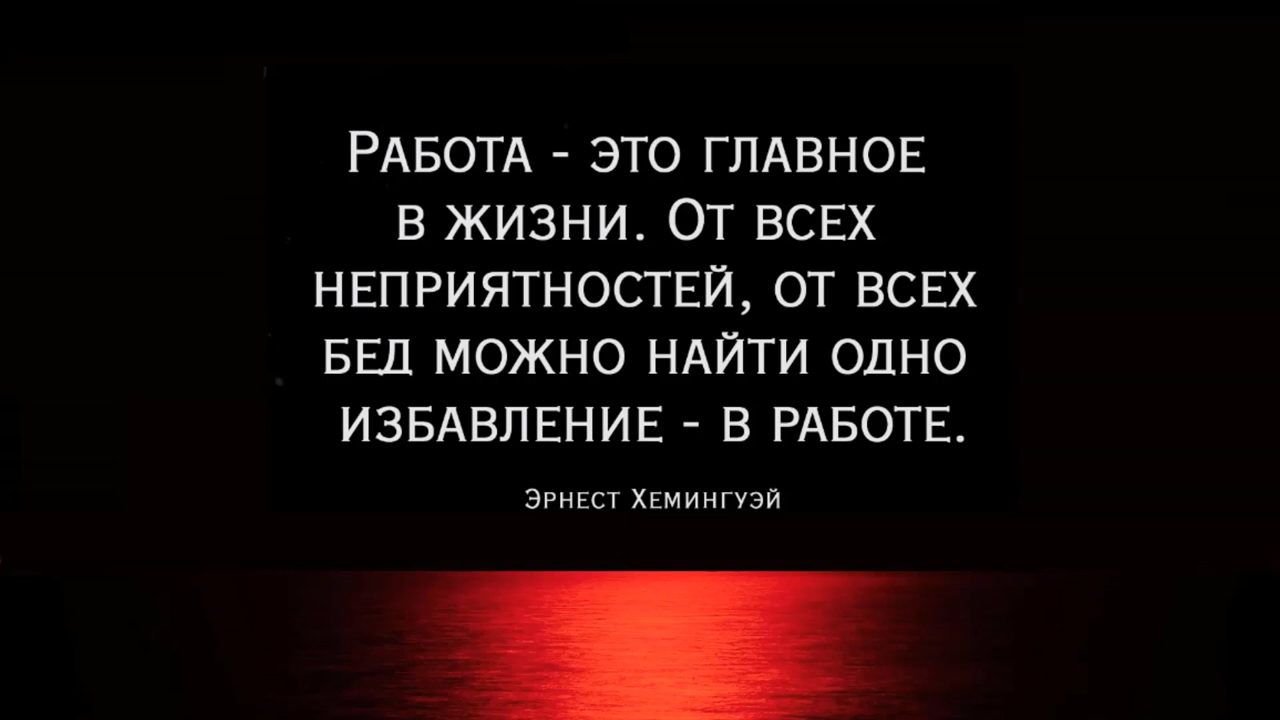 Работа - это главное
в жизни. От всех
неприятностей, от всех
бед можно найти одно
избавление - в работе.
Эрнест Хемингуэй